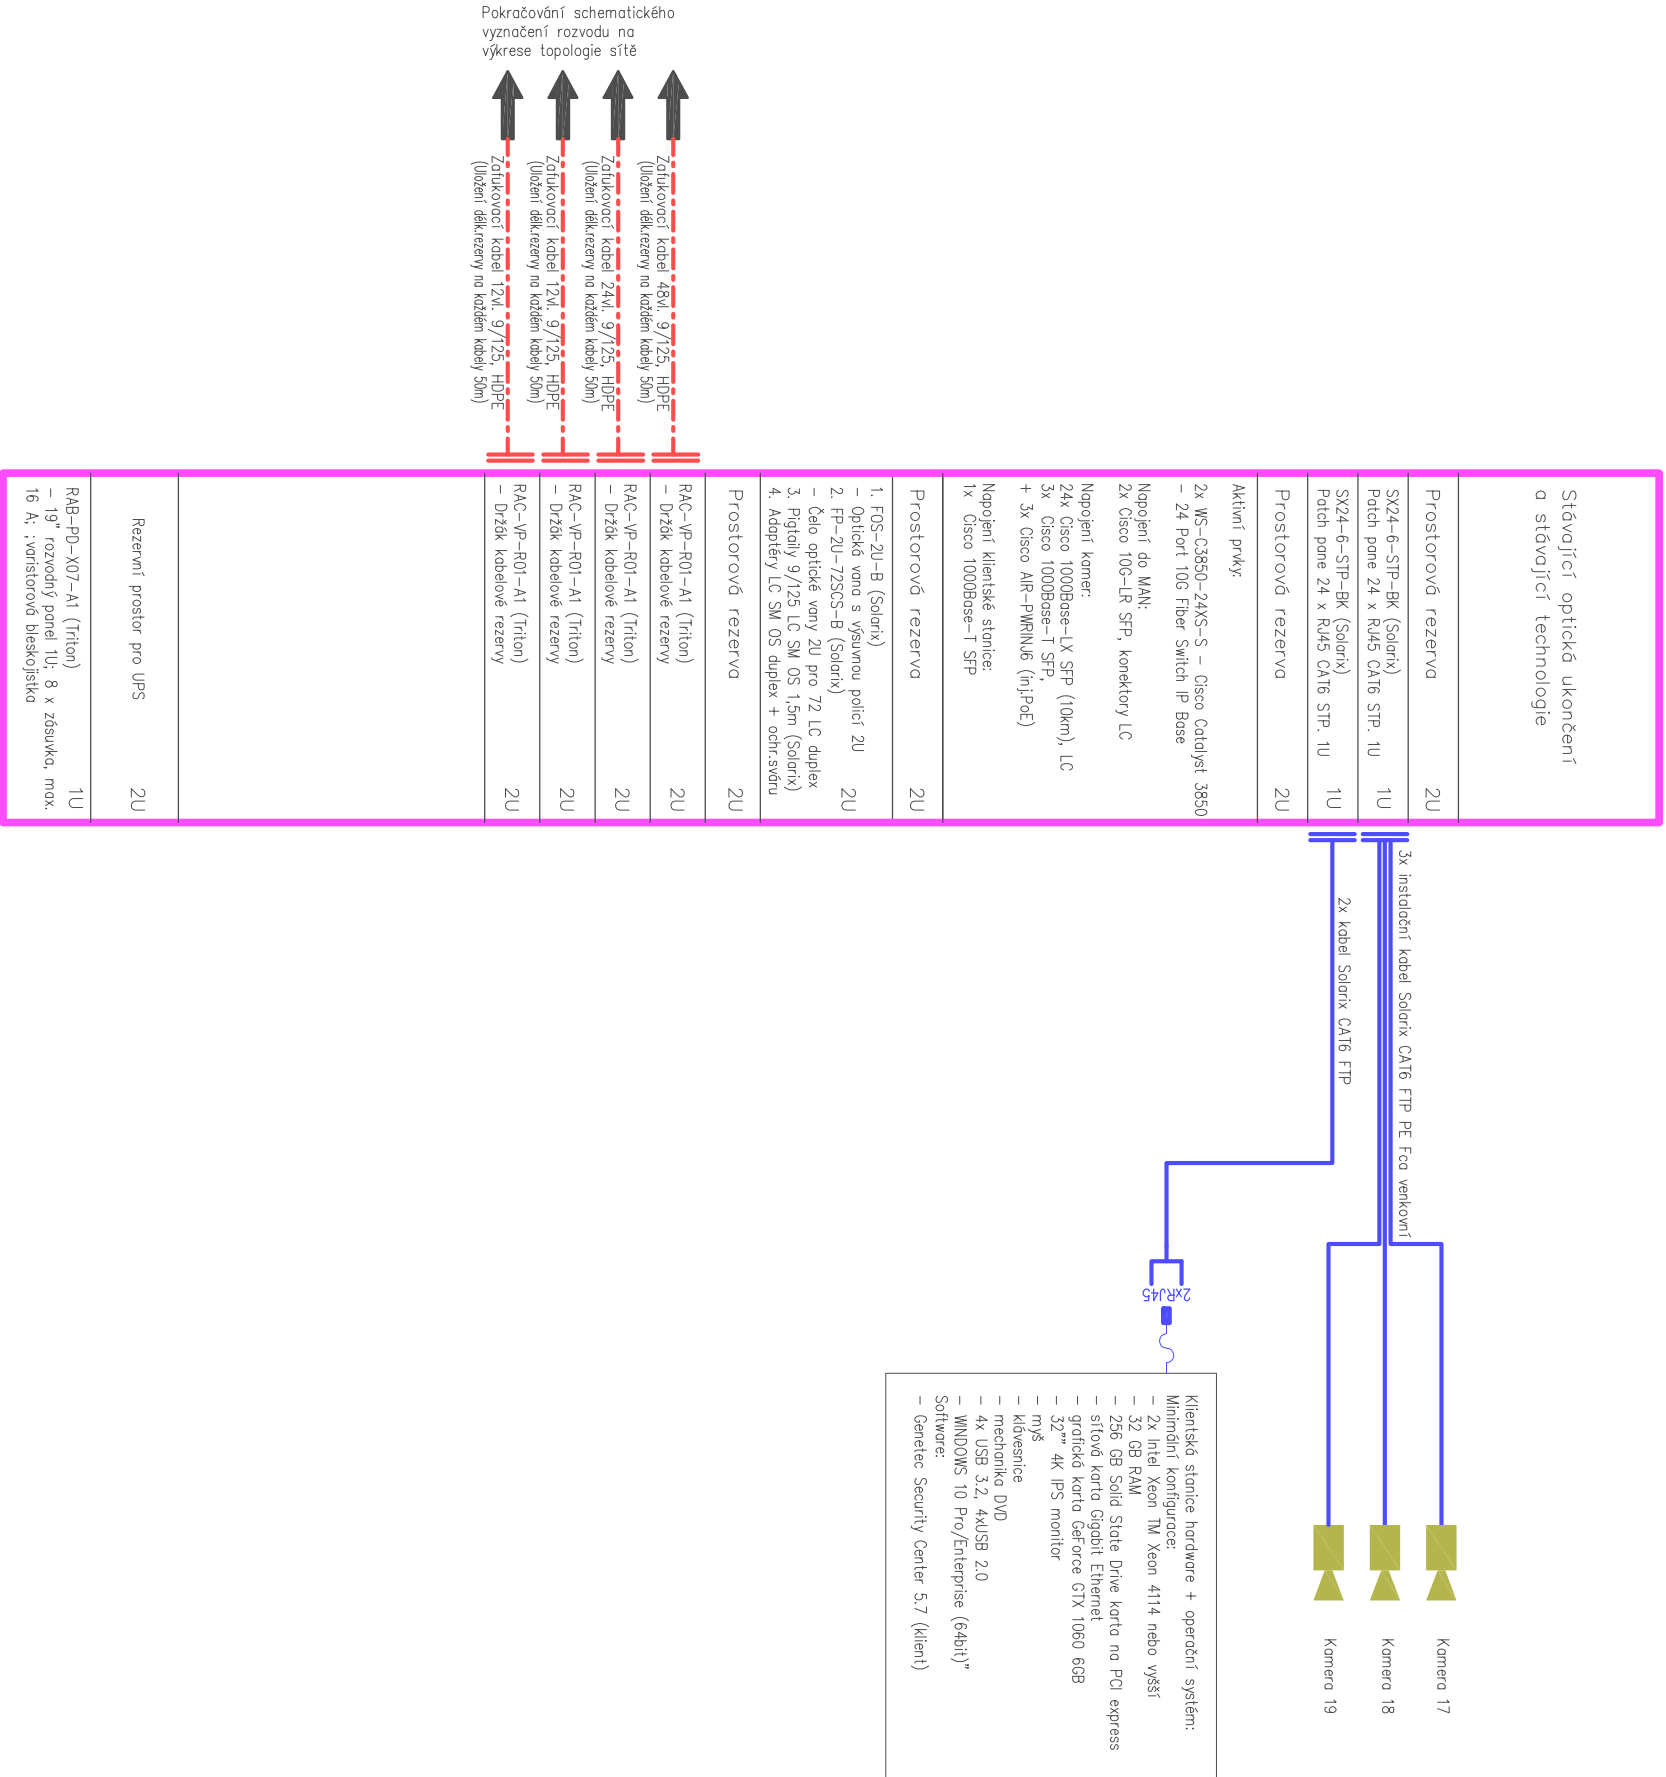 Pokračování schematického
vyznačení rozvodu na
výkrese topologie sítě
Zafukovací kabel 48vl. 9/125, HDPE
(Uložení délk.rezervy na každém kabely 50m)
Zafukovací kabel 24vl. 9/125, HDPE
(Uložení délk.rezervy na každém kabely 50m)
Zafukovací kabel 12vl. 9/125, HDPE
(Uložení délk.rezervy na každém kabely 50m)
Zafukovací kabel 12vl. 9/125, HDPE
(Uložení délk.rezervy na každém kabely 50m)
Stávající optická ukončení
a stávající technologie
Prostorová rezerva 2U
SX24-6-STP-BK (Solarix)
Patch pane 24 x RJ45 CAT6 STP. 1U 1U
SX24-6-STP-BK (Solarix)
Patch pane 24 x RJ45 CAT6 STP. 1U 1U
Prostorová rezerva 2U
Aktivní prvky:
2x WS-C3850-24XS-S - Cisco Catalyst 3850
- 24 Port 10G Fiber Switch IP Base
Napojení do MAN:
2x Cisco 10G-LR SFP, konektory LC
Napojení kamer:
24x Cisco 1000Base-LX SFP (10km), LC
3x Cisco 1000Base-T SFP,
+ 3x Cisco AIR-PWRINJ6 (inj.PoE)
Napojení klientské stanice:
1x Cisco 1000Base-T SFP
Prostorová rezerva 2U
1. FOS-2U-B (Solarix)
- Optická vana s výsuvnou policí 2U 2U
2. FP-2U-72SCS-B (Solarix)
- Čelo optické vany 2U pro 72 LC duplex
3. Pigtaily 9/125 LC SM OS 1,5m (Solarix)
4. Adaptéry LC SM OS duplex + ochr.sváru
Prostorová rezerva 2U
RAC-VP-R01-A1 (Triton)
- Držák kabelové rezervy 2U
RAC-VP-R01-A1 (Triton)
- Držák kabelové rezervy 2U
RAC-VP-R01-A1 (Triton)
- Držák kabelové rezervy 2U
RAC-VP-R01-A1 (Triton)
- Držák kabelové rezervy 2U
Rezervní prostor pro UPS 2U
RAB-PD-X07-A1 (Triton) 1U
- 19" rozvodný panel 1U; 8 x zásuvka, max.
16 A; ;varistorová bleskojistka
3x instalační kabel Solarix CAT6 FTP PE Fca venkovní
2x kabel Solarix CAT6 FTP
2xRJ45
Kamera 17
Kamera 18
Kamera 19
Klientská stanice hardware + operační systém:
Minimální konfigurace:
- 2x Intel Xeon TM Xeon 4114 nebo vyšší
- 32 GB RAM
- 256 GB Solid State Drive karta na PCI express
- síťová karta Gigabit Ethernet
- grafická karta GeForce GTX 1060 6GB
- 32"" 4K IPS monitor
- myš
- klávesnice
- mechanika DVD
- 4x USB 3.2, 4xUSB 2.0
- WINDOWS 10 Pro/Enterprise (64bit)"
Software:
- Genetec Security Center 5.7 (klient)